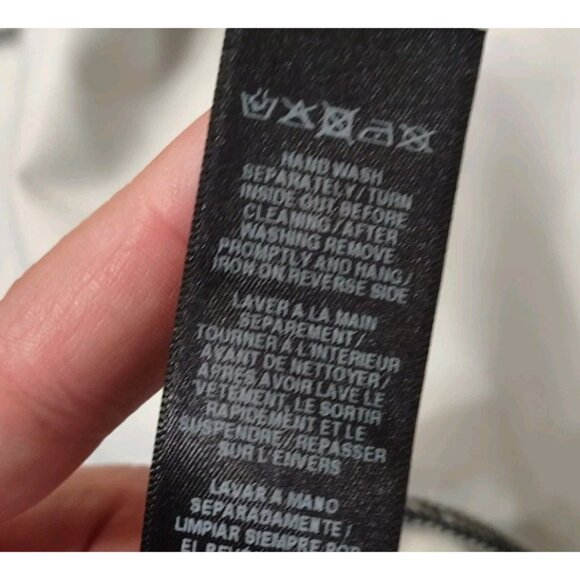 HAND WASH
SEPARATELY / TURN
INSIDE OUT BEFORE
CLEANING / AFTER
WASHING REMOVE
PROMPTLY AND HANG /
IRON ON REVERSE SIDE
LAVER A LA MAIN
SEPAREMENT /
TOURNER A L'INTERIEUR
AVANT DE NETTOYER /
APRES AVOIR LAVE LE
VETEMENT, LE SORTIR
RAPIDEMENT ET LE
SUSPENDRE / REPASSER
SUR L'ENVERS
LAVAR A MANO
SEPARADAMENTE /
LIMPIAR SIEMPRE POR
EL